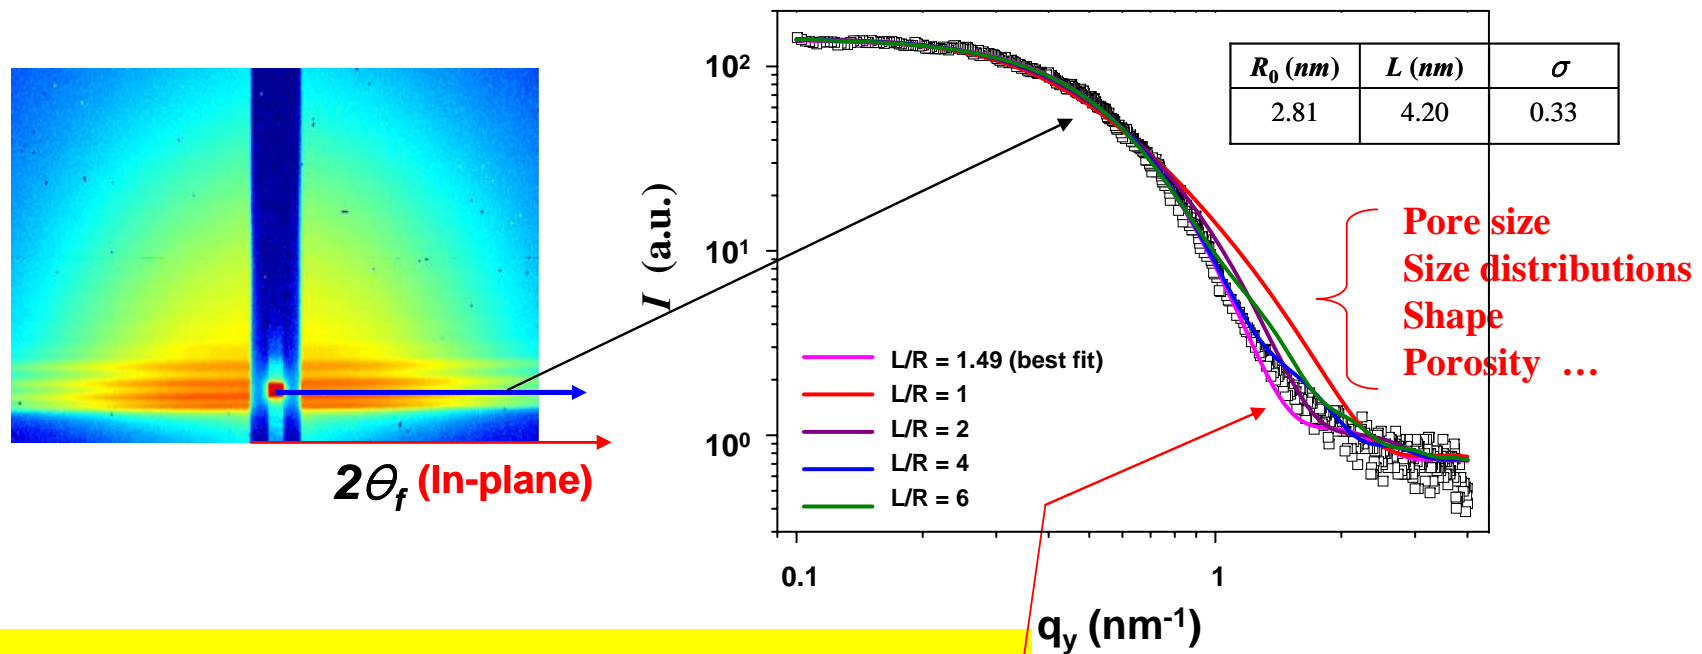 R₀ (nm) L (nm) σ
2.81 4.20 0.33
10²
10¹
10⁰
I (a.u.)
Pore size
Size distributions
Shape
Porosity …
L/R = 1.49 (best fit)
L/R = 1
L/R = 2
L/R = 4
L/R = 6
2Θf (In-plane)
0.1 1
qy (nm⁻¹)